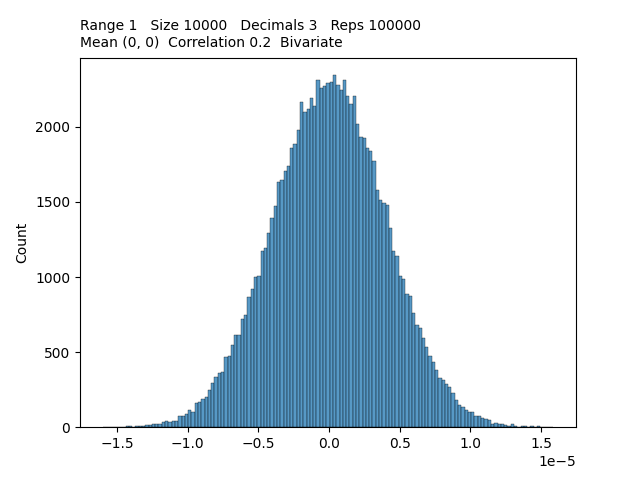 Range 1   Size 10000   Decimals 3   Reps 100000
Mean (0, 0)  Correlation 0.2  Bivariate
2000
1500
1000
500
0
Count
−1.5 −1.0 −0.5 0.0 0.5 1.0 1.5
1e−5